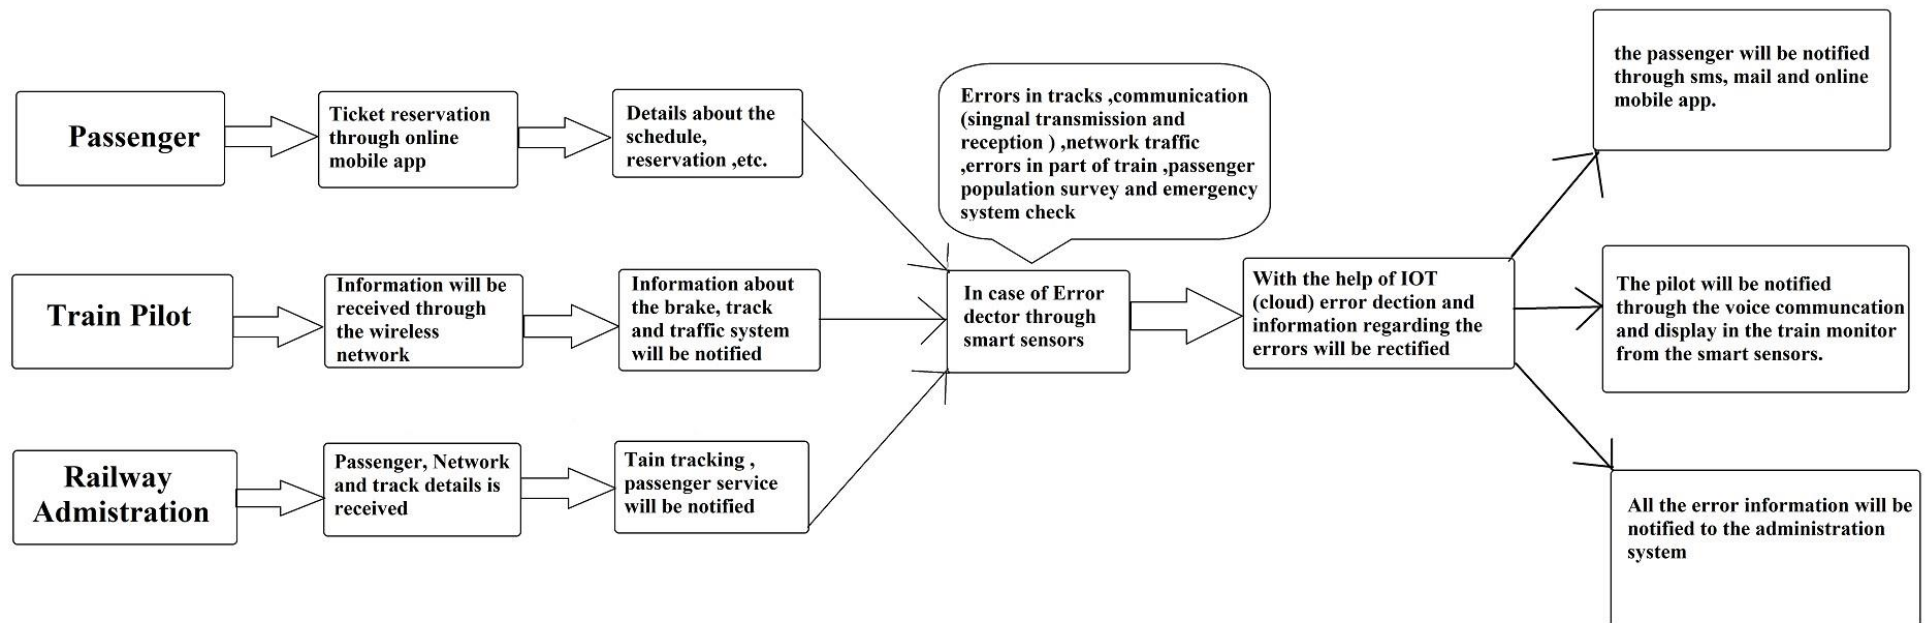 Passenger
Ticket reservation
through online
mobile app
Details about the
schedule,
reservation ,etc.
Errors in tracks ,communication
(singnal transmission and
reception ) ,network traffic
,errors in part of train ,passenger
population survey and emergency
system check
the passenger will be notified
through sms, mail and online
mobile app.
Train Pilot
Information will be
received through
the wireless
network
Information about
the brake, track
and traffic system
will be notified
In case of Error
dector through
smart sensors
With the help of IOT
(cloud) error dection and
information regarding the
errors will be rectified
The pilot will be notified
through the voice communcation
and display in the train monitor
from the smart sensors.
Railway
Admistration
Passenger, Network
and track details is
received
Tain tracking ,
passenger service
will be notified
All the error information will be
notified to the administration
system